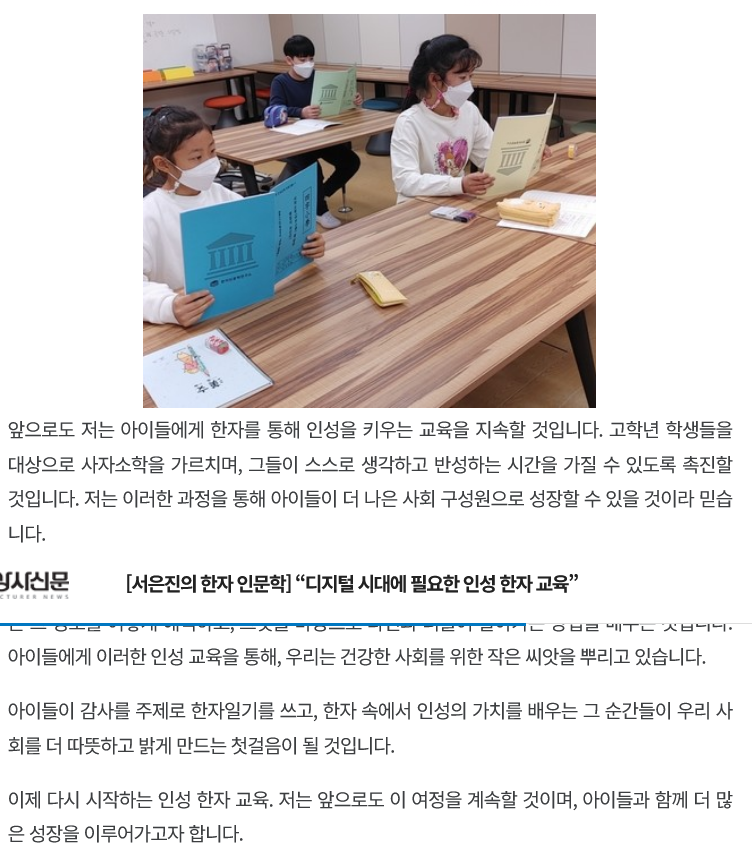 앞으로도 저는 아이들에게 한자를 통해 인성을 키우는 교육을 지속할 것입니다. 고학년 학생들을
대상으로 사자소학을 가르치며, 그들이 스스로 생각하고 반성하는 시간을 가질 수 있도록 촉진할
것입니다. 저는 이러한 과정을 통해 아이들이 더 나은 사회 구성원으로 성장할 수 있을 것이라 믿습
니다.
강사신문
CTURER NEWS
[서은진의 한자 인문학] “디지털 시대에 필요한 인성 한자 교육”
아이들에게 이러한 인성 교육을 통해, 우리는 건강한 사회를 위한 작은 씨앗을 뿌리고 있습니다.
아이들이 감사를 주제로 한자일기를 쓰고, 한자 속에서 인성의 가치를 배우는 그 순간들이 우리 사
회를 더 따뜻하고 밝게 만드는 첫걸음이 될 것입니다.
이제 다시 시작하는 인성 한자 교육. 저는 앞으로도 이 여정을 계속할 것이며, 아이들과 함께 더 많
은 성장을 이루어가고자 합니다.